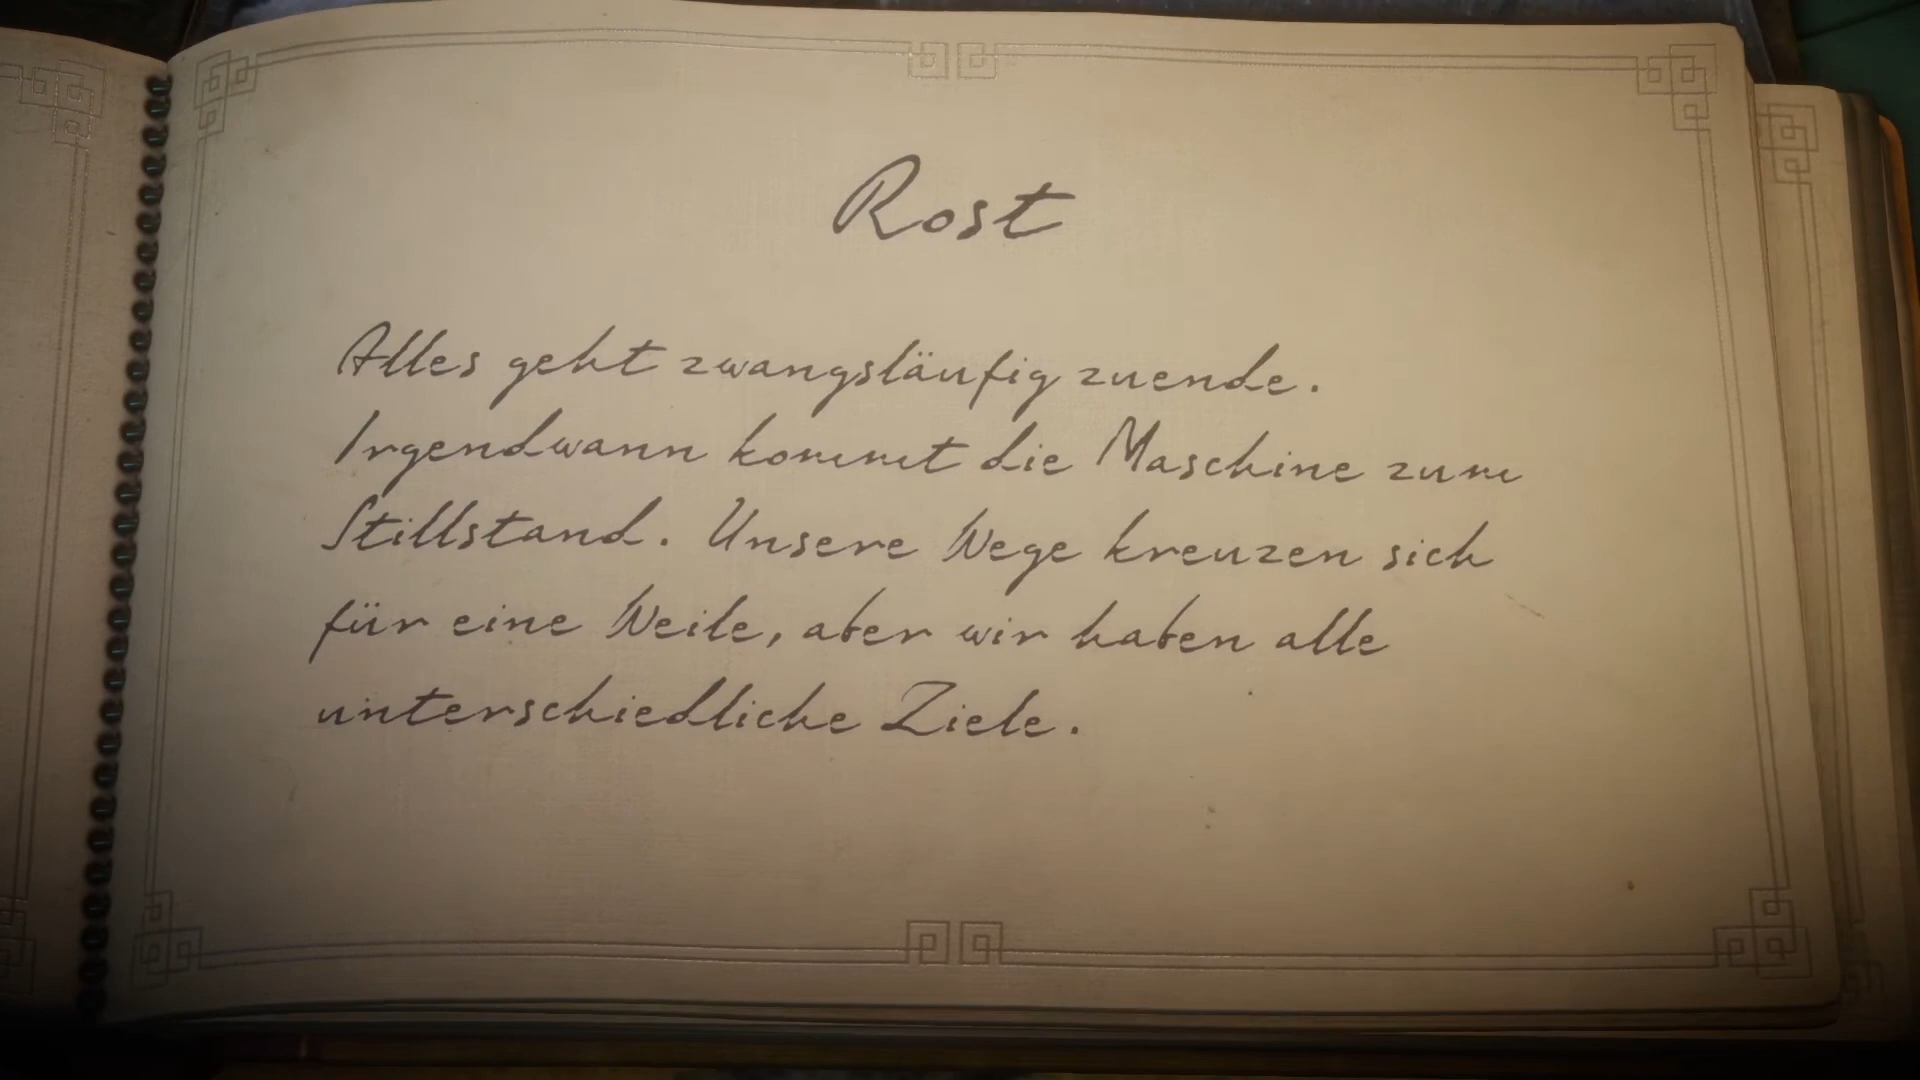 Rost
Alles geht zwangsläufig zuende.
Irgendwann kommt die Maschine zum
Stillstand. Unsere Wege kreuzen sich
für eine Weile, aber wir haben alle
unterschiedliche Ziele.